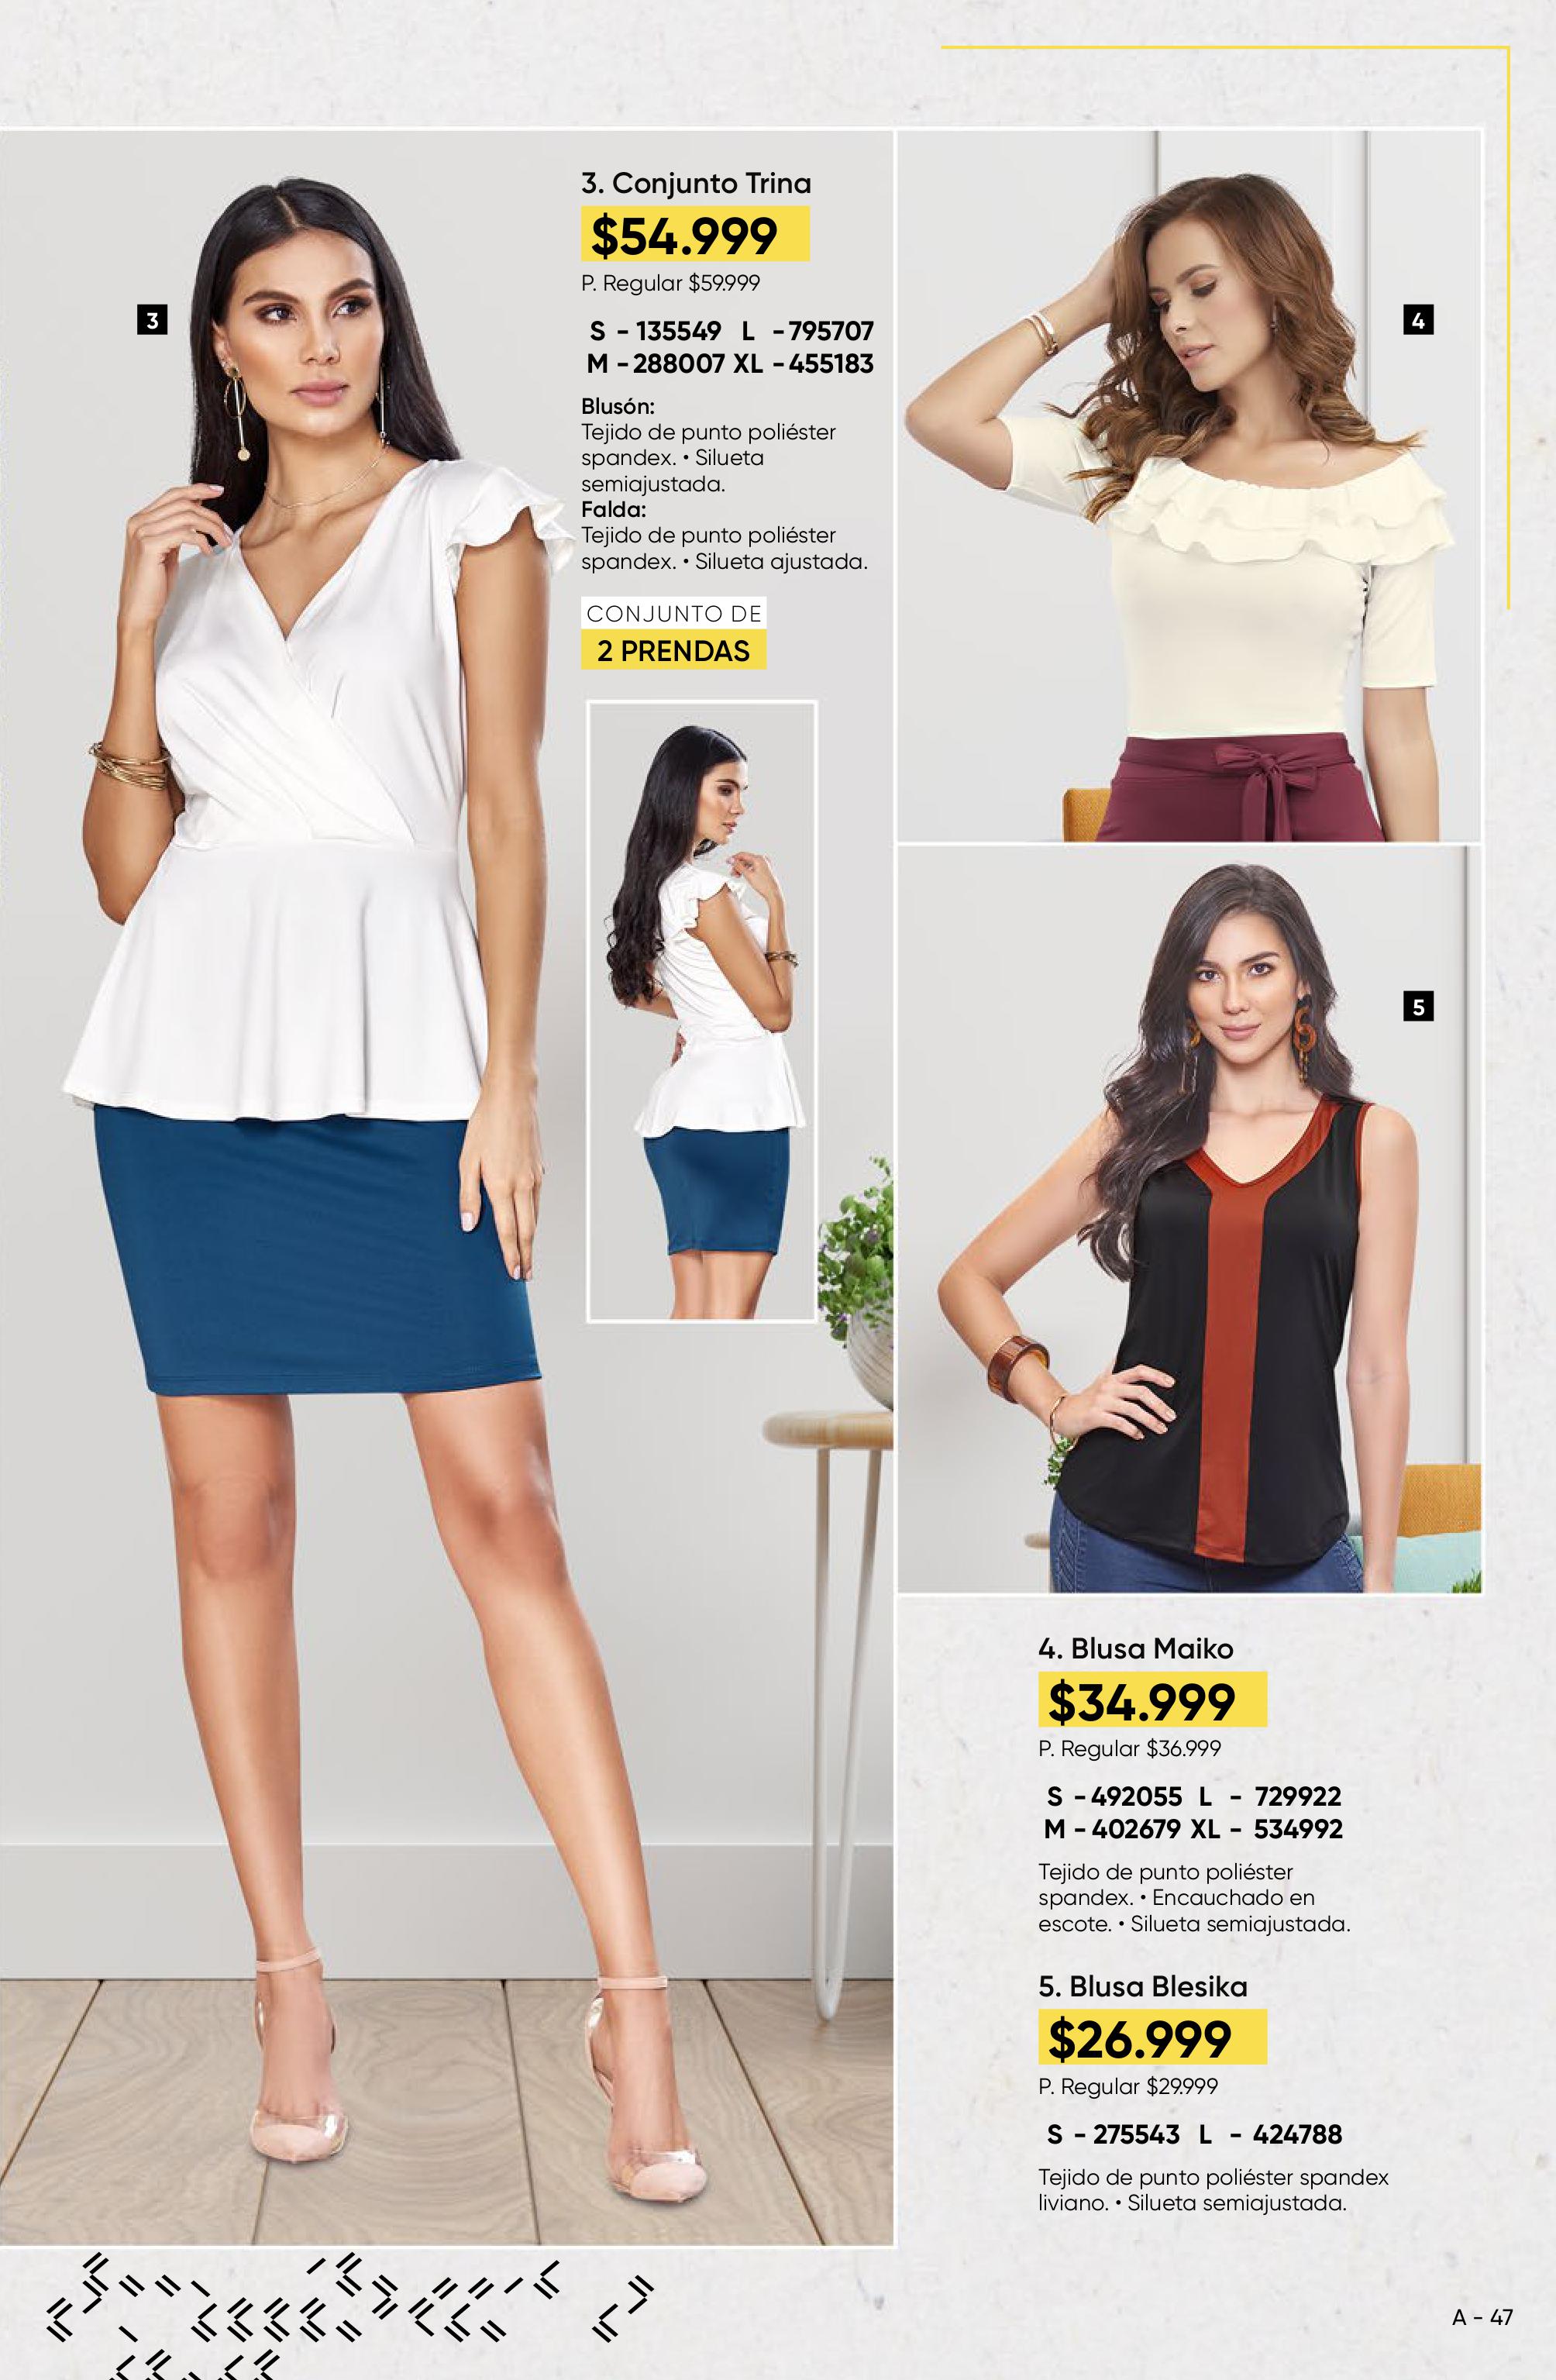 3. Conjunto Trina
$54.999
P. Regular $59.999
S - 135549 L - 795707
M - 288007 XL - 455183
Blusón:
Tejido de punto poliéster
spandex. • Silueta
semiajustada.
Falda:
Tejido de punto poliéster
spandex. • Silueta ajustada.
CONJUNTO DE
2 PRENDAS
3
4
5
4. Blusa Maiko
$34.999
P. Regular $36.999
S - 492055 L - 729922
M - 402679 XL - 534992
Tejido de punto poliéster
spandex. • Encauchado en
escote. • Silueta semiajustada.
5. Blusa Blesika
$26.999
P. Regular $29.999
S - 275543 L - 424788
Tejido de punto poliéster spandex
liviano. • Silueta semiajustada.
A - 47